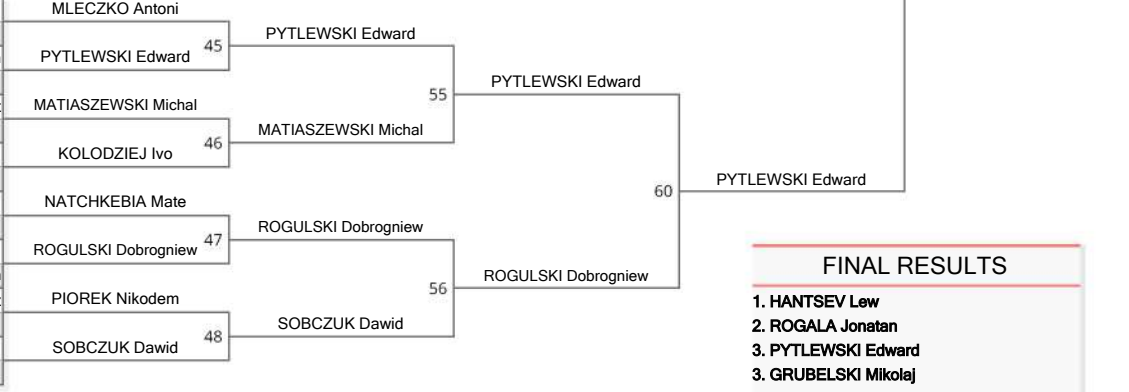 MLECZKO Antoni
45
PYTLEWSKI Edward
PYTLEWSKI Edward
MATIASZEWSKI Michal
46
KOLODZIEJ Ivo
MATIASZEWSKI Michal
55
PYTLEWSKI Edward
NATCHKEBIA Mate
47
ROGULSKI Dobrogniew
ROGULSKI Dobrogniew
PIOREK Nikodem
48
SOBCZUK Dawid
SOBCZUK Dawid
56
ROGULSKI Dobrogniew
60
PYTLEWSKI Edward
FINAL RESULTS
1. HANTSEV Lew
2. ROGALA Jonatan
3. PYTLEWSKI Edward
3. GRUBELSKI Mikolaj